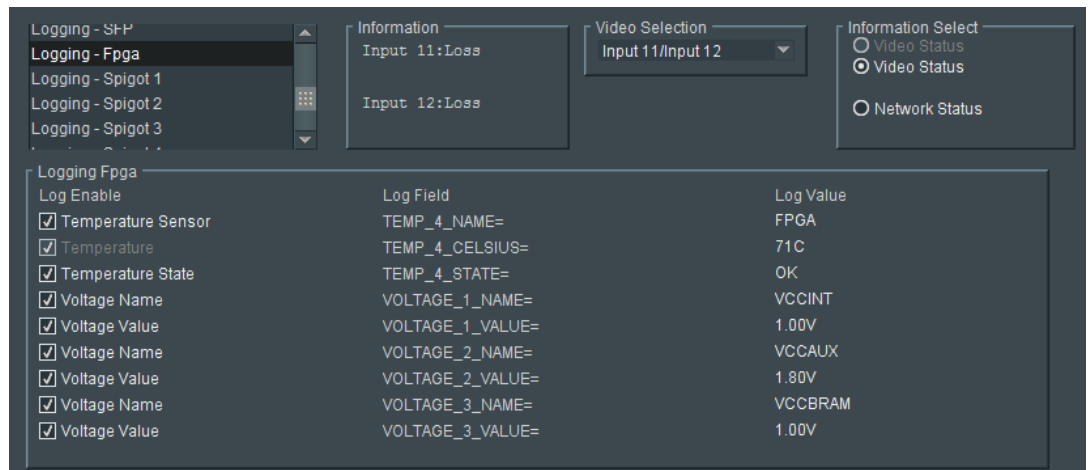 Logging - SFP
Logging - Fpga
Logging - Spigot 1
Logging - Spigot 2
Logging - Spigot 3
Information
Input 11:Loss
Input 12:Loss
Video Selection
Input 11/Input 12
Information Select
Video Status
Video Status
Network Status
Logging Fpga
Log Enable Log Field Log Value
Temperature Sensor TEMP_4_NAME= FPGA
Temperature TEMP_4_CELSIUS= 71C
Temperature State TEMP_4_STATE= OK
Voltage Name VOLTAGE_1_NAME= VCCINT
Voltage Value VOLTAGE_1_VALUE= 1.00V
Voltage Name VOLTAGE_2_NAME= VCCAUX
Voltage Value VOLTAGE_2_VALUE= 1.80V
Voltage Name VOLTAGE_3_NAME= VCCBRAM
Voltage Value VOLTAGE_3_VALUE= 1.00V